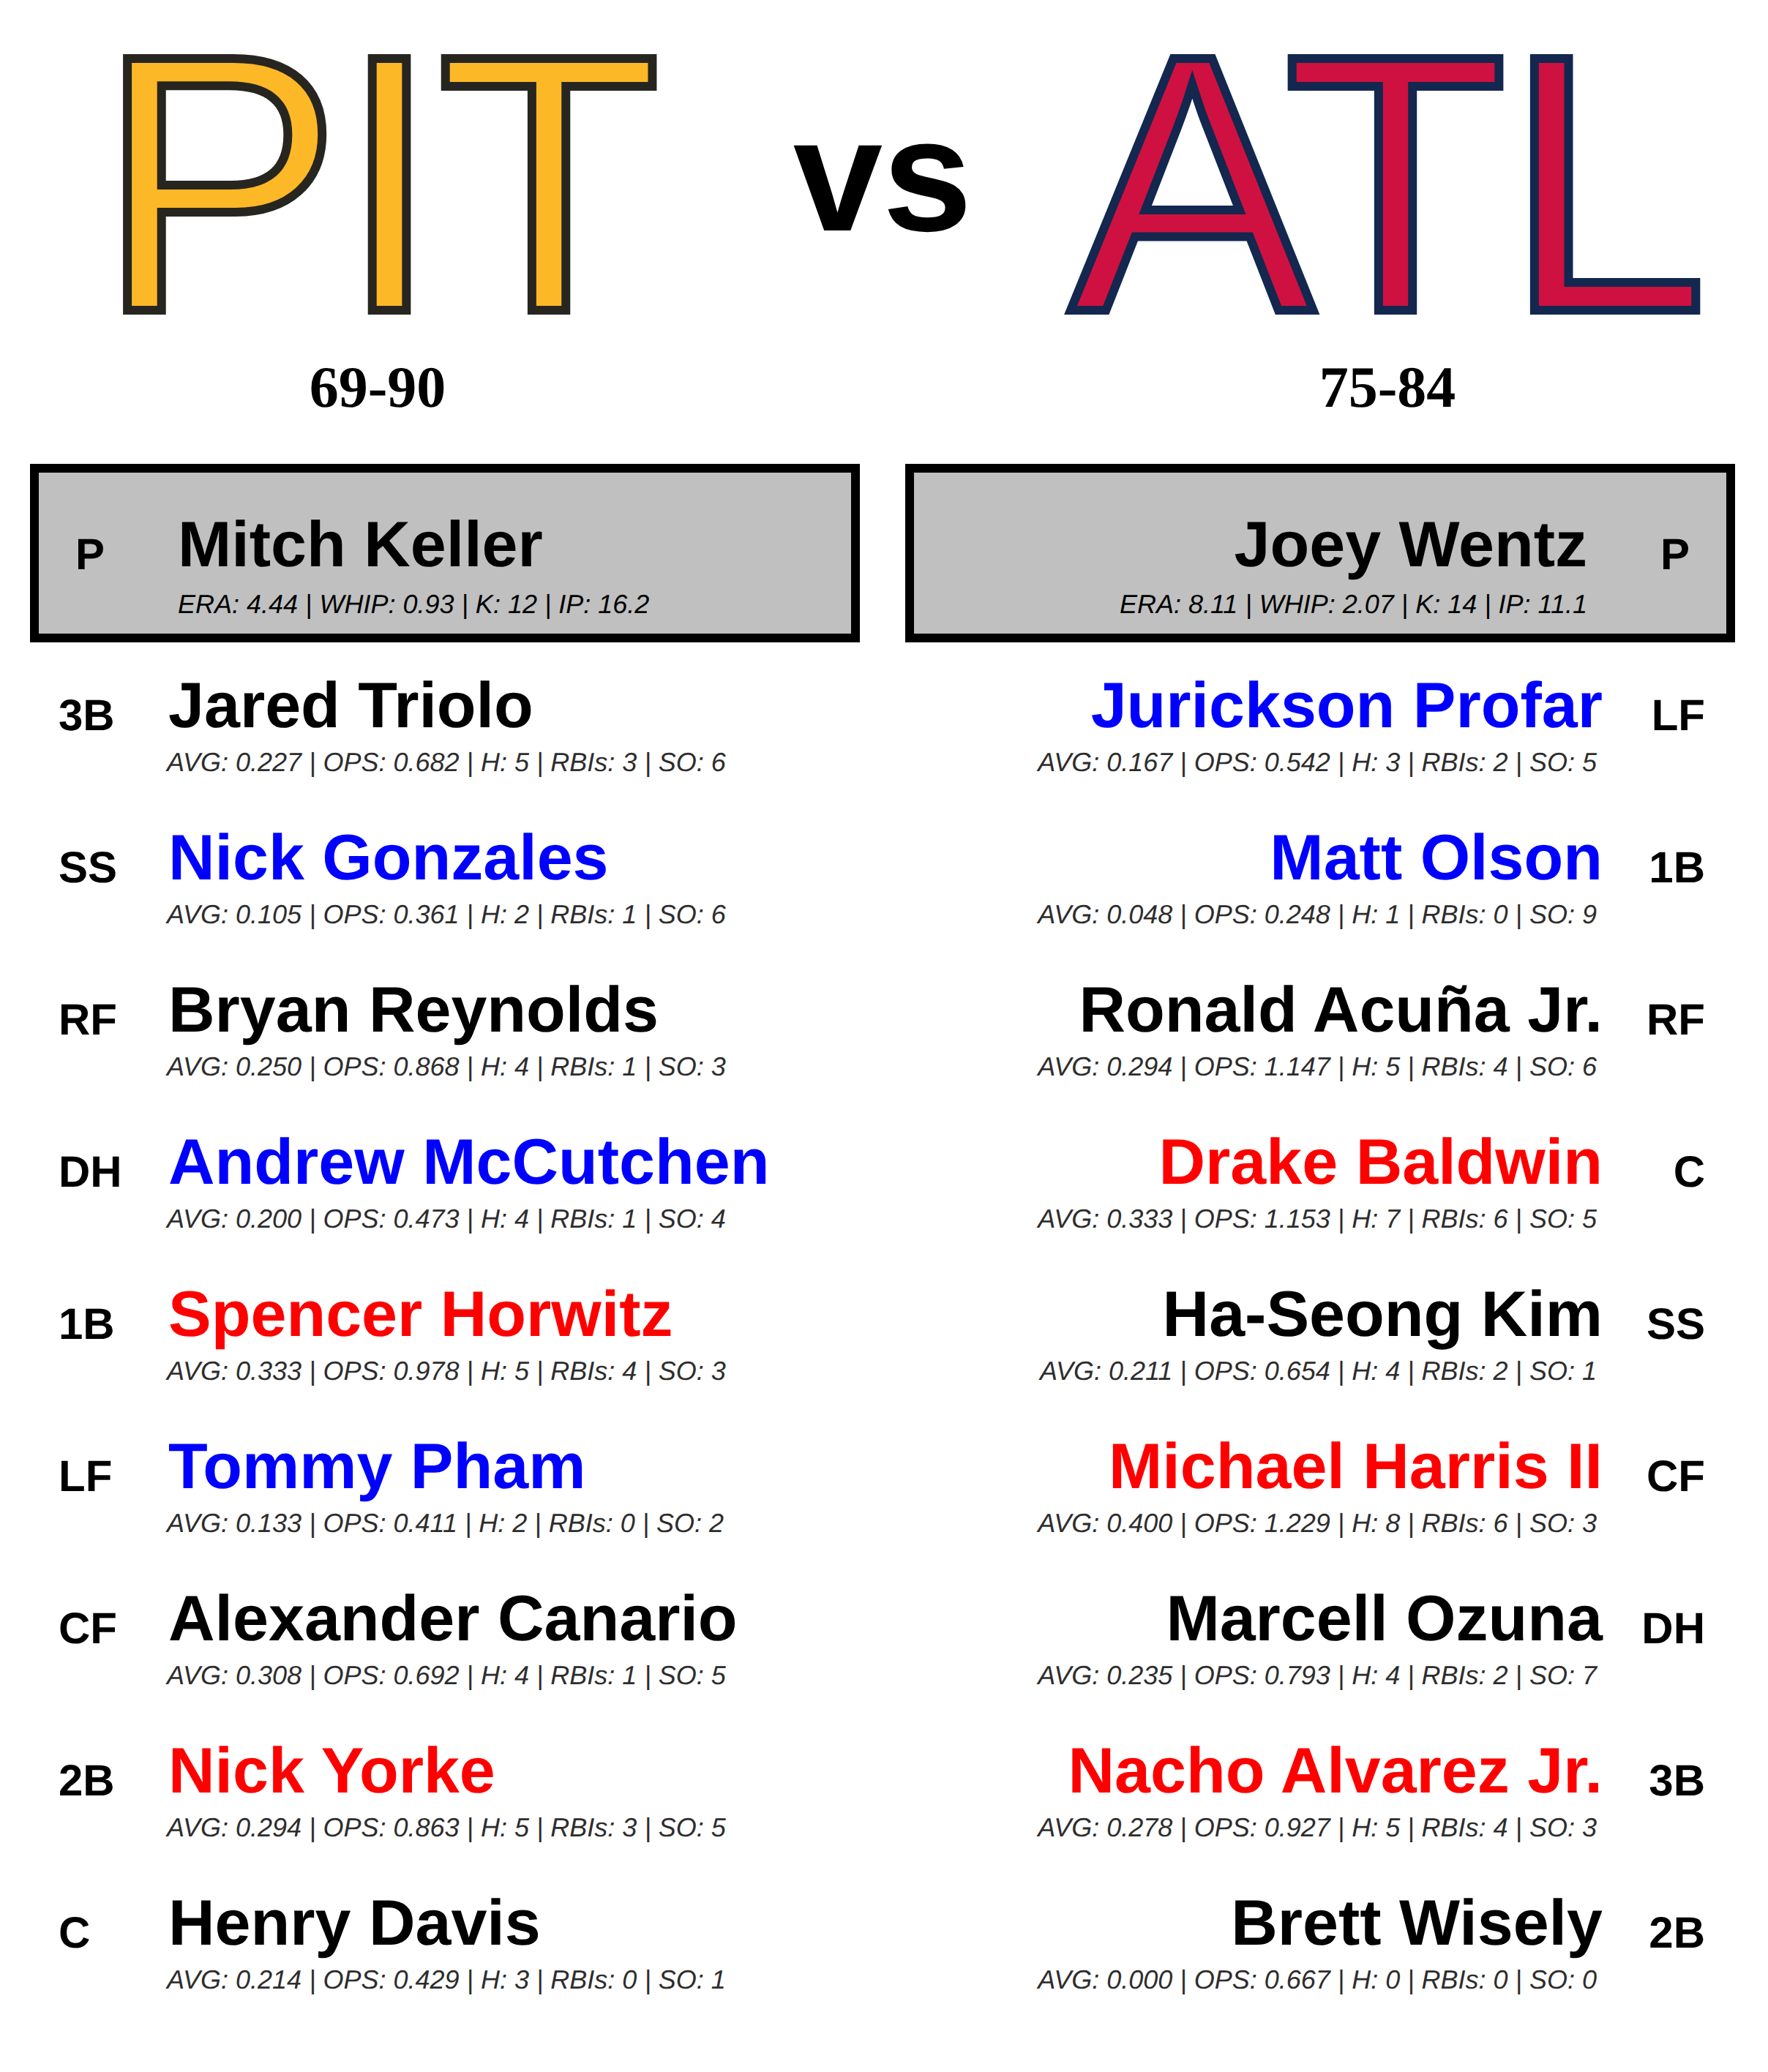 PIT vs ATL
69-90
75-84
P Mitch Keller
ERA: 4.44 | WHIP: 0.93 | K: 12 | IP: 16.2
Joey Wentz P
ERA: 8.11 | WHIP: 2.07 | K: 14 | IP: 11.1
3B Jared Triolo
AVG: 0.227 | OPS: 0.682 | H: 5 | RBIs: 3 | SO: 6
SS Nick Gonzales
AVG: 0.105 | OPS: 0.361 | H: 2 | RBIs: 1 | SO: 6
RF Bryan Reynolds
AVG: 0.250 | OPS: 0.868 | H: 4 | RBIs: 1 | SO: 3
DH Andrew McCutchen
AVG: 0.200 | OPS: 0.473 | H: 4 | RBIs: 1 | SO: 4
1B Spencer Horwitz
AVG: 0.333 | OPS: 0.978 | H: 5 | RBIs: 4 | SO: 3
LF Tommy Pham
AVG: 0.133 | OPS: 0.411 | H: 2 | RBIs: 0 | SO: 2
CF Alexander Canario
AVG: 0.308 | OPS: 0.692 | H: 4 | RBIs: 1 | SO: 5
2B Nick Yorke
AVG: 0.294 | OPS: 0.863 | H: 5 | RBIs: 3 | SO: 5
C Henry Davis
AVG: 0.214 | OPS: 0.429 | H: 3 | RBIs: 0 | SO: 1
Jurickson Profar LF
AVG: 0.167 | OPS: 0.542 | H: 3 | RBIs: 2 | SO: 5
Matt Olson 1B
AVG: 0.048 | OPS: 0.248 | H: 1 | RBIs: 0 | SO: 9
Ronald Acuña Jr. RF
AVG: 0.294 | OPS: 1.147 | H: 5 | RBIs: 4 | SO: 6
Drake Baldwin C
AVG: 0.333 | OPS: 1.153 | H: 7 | RBIs: 6 | SO: 5
Ha-Seong Kim SS
AVG: 0.211 | OPS: 0.654 | H: 4 | RBIs: 2 | SO: 1
Michael Harris II CF
AVG: 0.400 | OPS: 1.229 | H: 8 | RBIs: 6 | SO: 3
Marcell Ozuna DH
AVG: 0.235 | OPS: 0.793 | H: 4 | RBIs: 2 | SO: 7
Nacho Alvarez Jr. 3B
AVG: 0.278 | OPS: 0.927 | H: 5 | RBIs: 4 | SO: 3
Brett Wisely 2B
AVG: 0.000 | OPS: 0.667 | H: 0 | RBIs: 0 | SO: 0